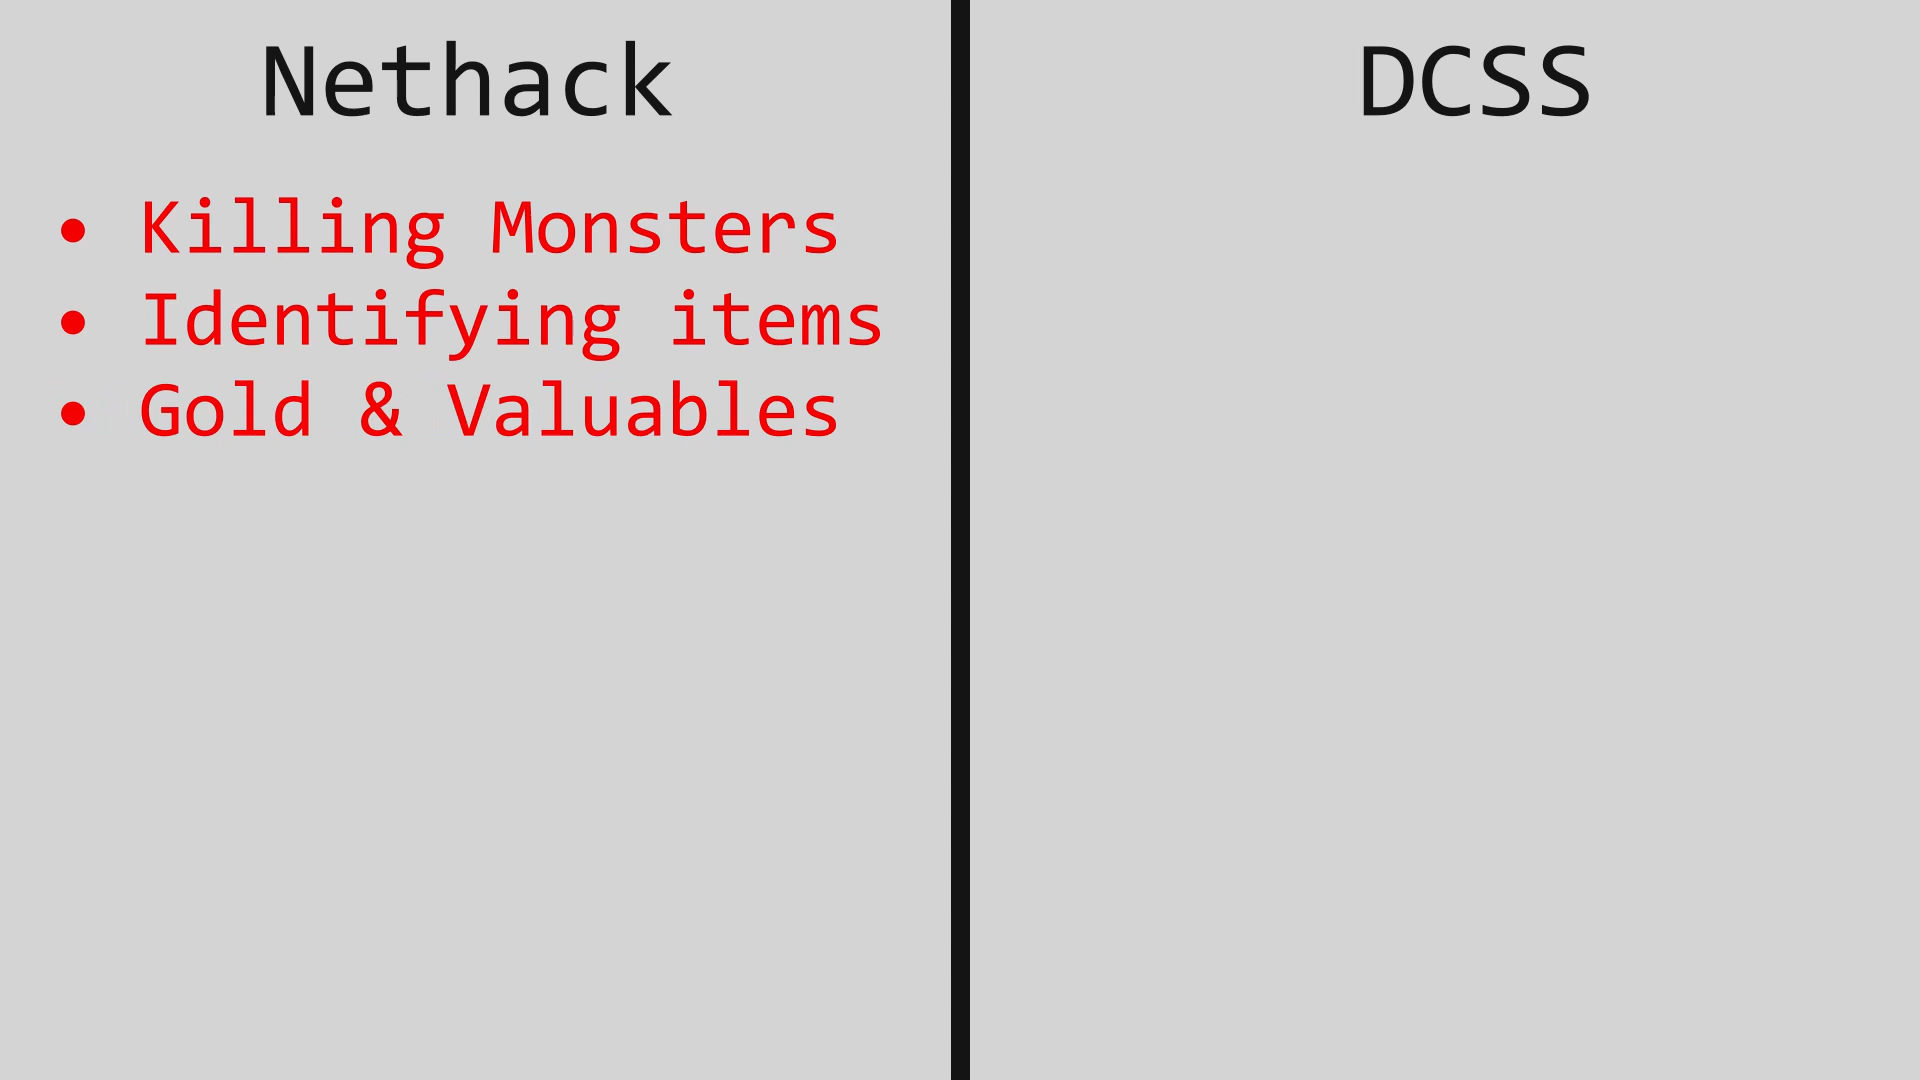 Nethack
• Killing Monsters
• Identifying items
• Gold & Valuables
DCSS